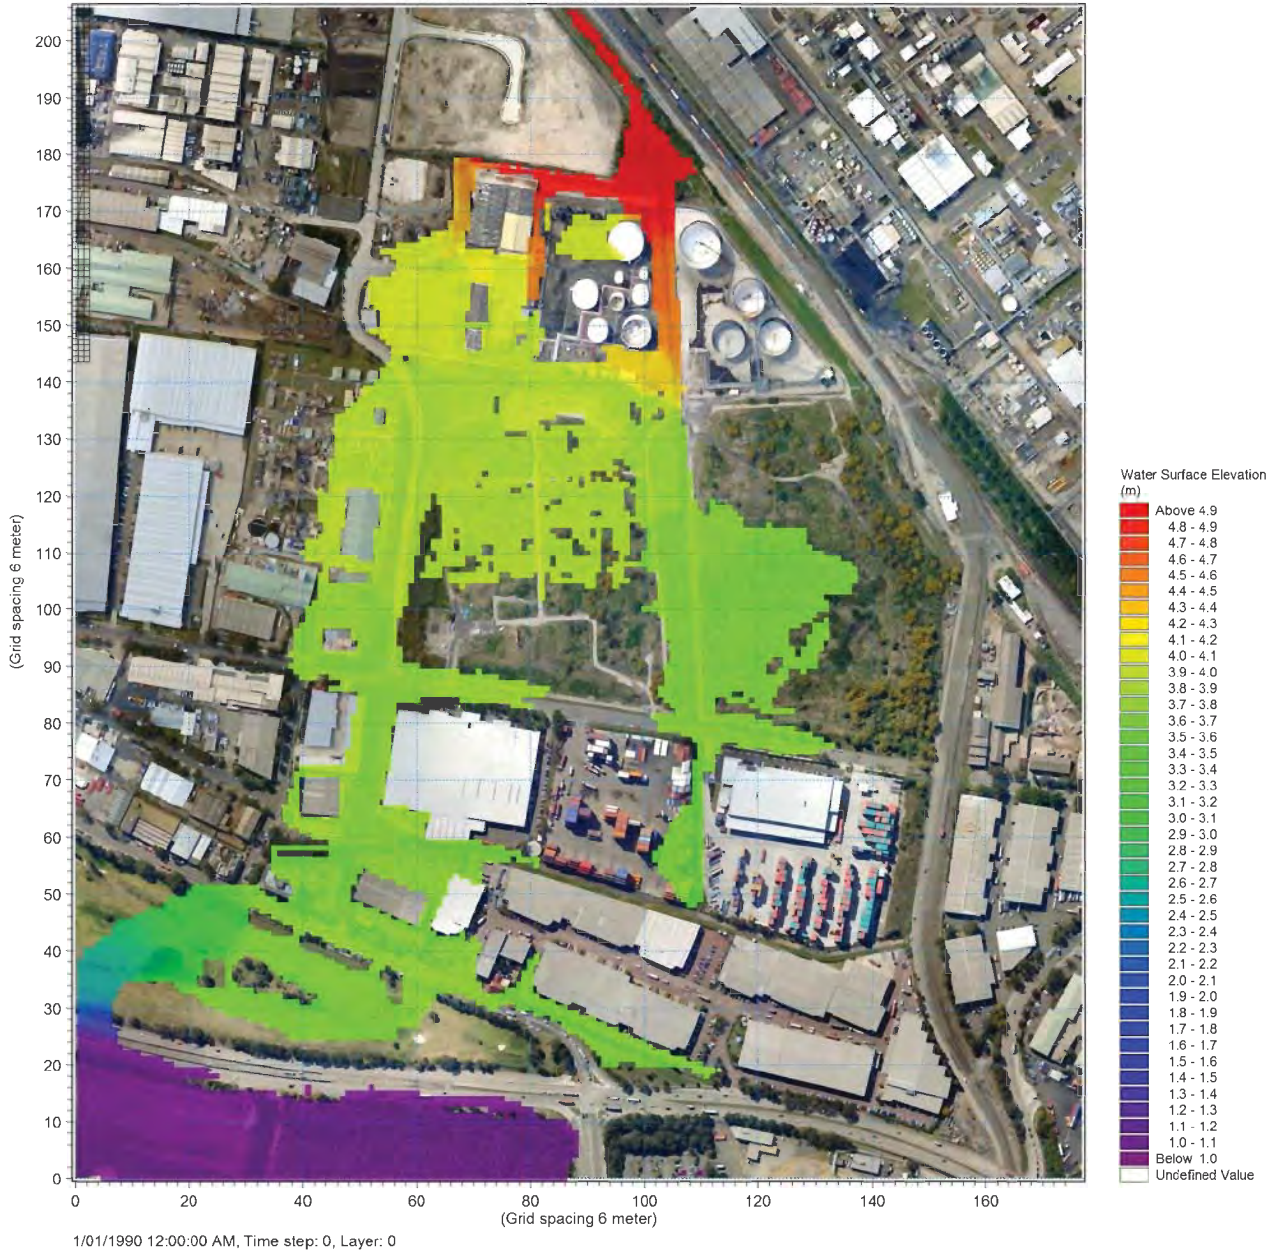 200
190
180
170
160
150
140
130
120
110
100
90
80
70
60
50
40
30
20
10
0
(Grid spacing 6 meter)
0 20 40 60 80 100 120 140 160
(Grid spacing 6 meter)
1/01/1990 12:00:00 AM, Time step: 0, Layer: 0
Water Surface Elevation
(m)
Above 4.9
4.8 - 4.9
4.7 - 4.8
4.6 - 4.7
4.5 - 4.6
4.4 - 4.5
4.3 - 4.4
4.2 - 4.3
4.1 - 4.2
4.0 - 4.1
3.9 - 4.0
3.8 - 3.9
3.7 - 3.8
3.6 - 3.7
3.5 - 3.6
3.4 - 3.5
3.3 - 3.4
3.2 - 3.3
3.1 - 3.2
3.0 - 3.1
2.9 - 3.0
2.8 - 2.9
2.7 - 2.8
2.6 - 2.7
2.5 - 2.6
2.4 - 2.5
2.3 - 2.4
2.2 - 2.3
2.1 - 2.2
2.0 - 2.1
1.9 - 2.0
1.8 - 1.9
1.7 - 1.8
1.6 - 1.7
1.5 - 1.6
1.4 - 1.5
1.3 - 1.4
1.2 - 1.3
1.1 - 1.2
1.0 - 1.1
Below 1.0
Undefined Value